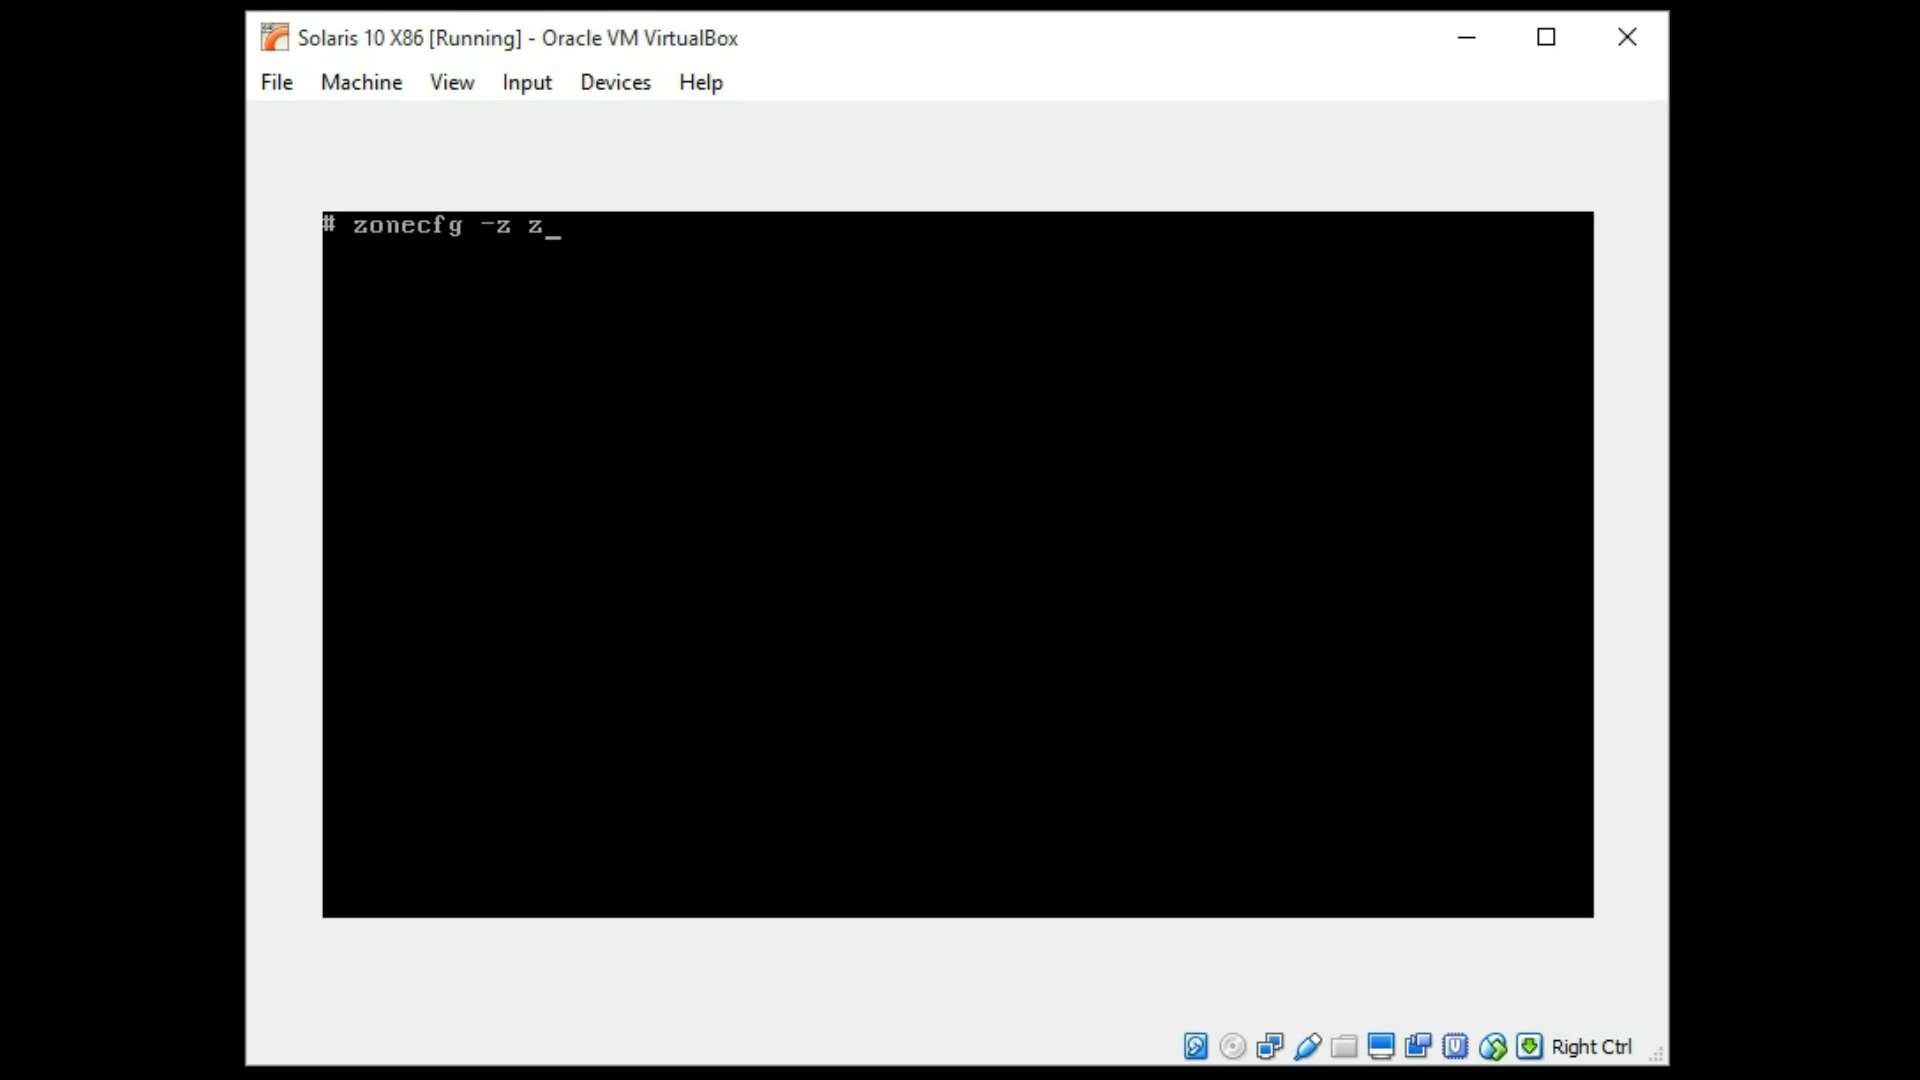 Solaris 10 X86 [Running] - Oracle VM VirtualBox
File Machine View Input Devices Help
# zonecfg -z z_
Right Ctrl